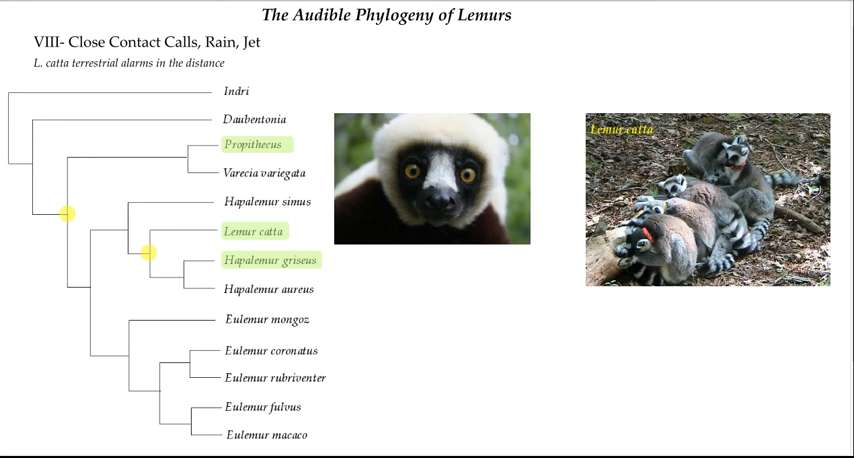 The Audible Phylogeny of Lemurs
VIII- Close Contact Calls, Rain, Jet
L. catta terrestrial alarms in the distance
Indri
Daubentonia
Propithecus
Varecia variegata
Hapalemur simus
Lemur catta
Hapalemur griseus
Hapalemur aureus
Eulemur mongoz
Eulemur coronatus
Eulemur rubriventer
Eulemur fulvus
Eulemur macaco
Lemur catta